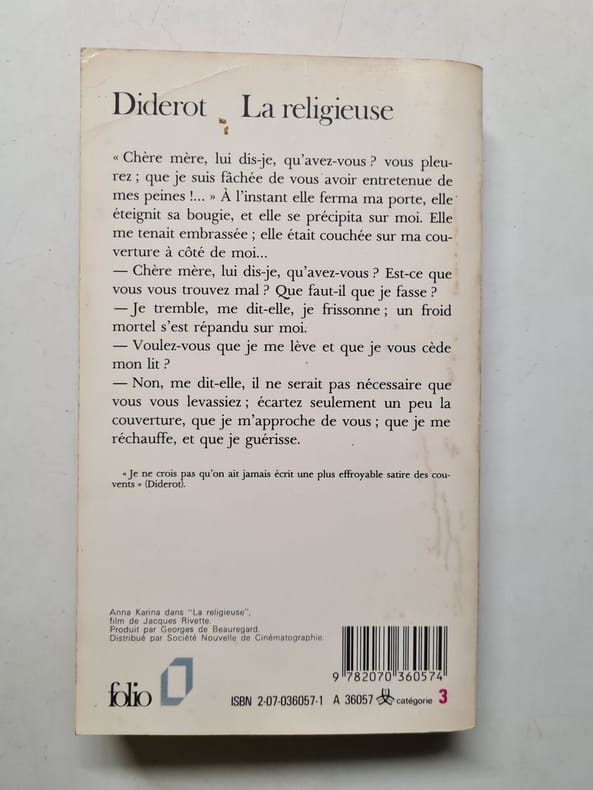 Diderot La religieuse
« Chère mère, lui dis-je, qu'avez-vous ? vous pleu-
rez ; que je suis fâchée de vous avoir entretenue de
mes peines !... » À l'instant elle ferma ma porte, elle
éteignit sa bougie, et elle se précipita sur moi. Elle
me tenait embrassée ; elle était couchée sur ma cou-
verture à côté de moi...
— Chère mère, lui dis-je, qu'avez-vous ? Est-ce que
vous vous trouvez mal ? Que faut-il que je fasse ?
— Je tremble, me dit-elle, je frissonne ; un froid
mortel s'est répandu sur moi.
— Voulez-vous que je me lève et que je vous cède
mon lit ?
— Non, me dit-elle, il ne serait pas nécessaire que
vous vous levassiez ; écartez seulement un peu la
couverture, que je m'approche de vous ; que je me
réchauffe, et que je guérisse.
« Je ne crois pas qu'on ait jamais écrit une plus effroyable satire des cou-
vents » (Diderot).
Anna Karina dans "La religieuse",
film de Jacques Rivette.
Produit par Georges de Beauregard.
Distribué par Société Nouvelle de Cinématographie.
9 782070 360574
folio
ISBN 2-07-036057-1 A 36057 catégorie 3